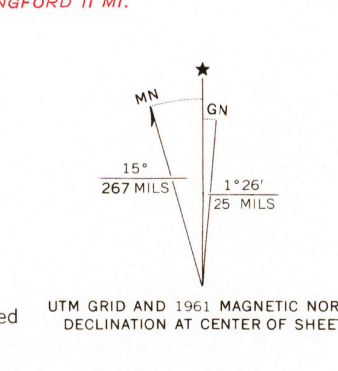 NGFORD 11 MI.
★
MN
GN
15°
267 MILS
1°26′
25 MILS
UTM GRID AND 1961 MAGNETIC NOR
DECLINATION AT CENTER OF SHEET
ed